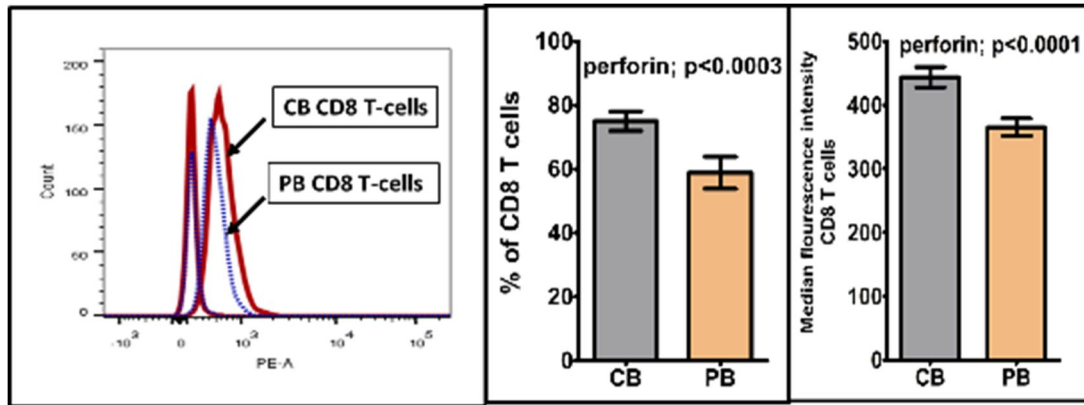 200
150
100
50
0
Count
-10³
0
10³
10⁴
10⁵
PE-A
CB CD8 T-cells
PB CD8 T-cells
100
80
60
40
20
0
% of CD8 T cells
perforin; p<0.0003
CB
PB
500
400
300
200
100
0
Median flourescence intensity
CD8 T cells
perforin; p<0.0001
CB
PB